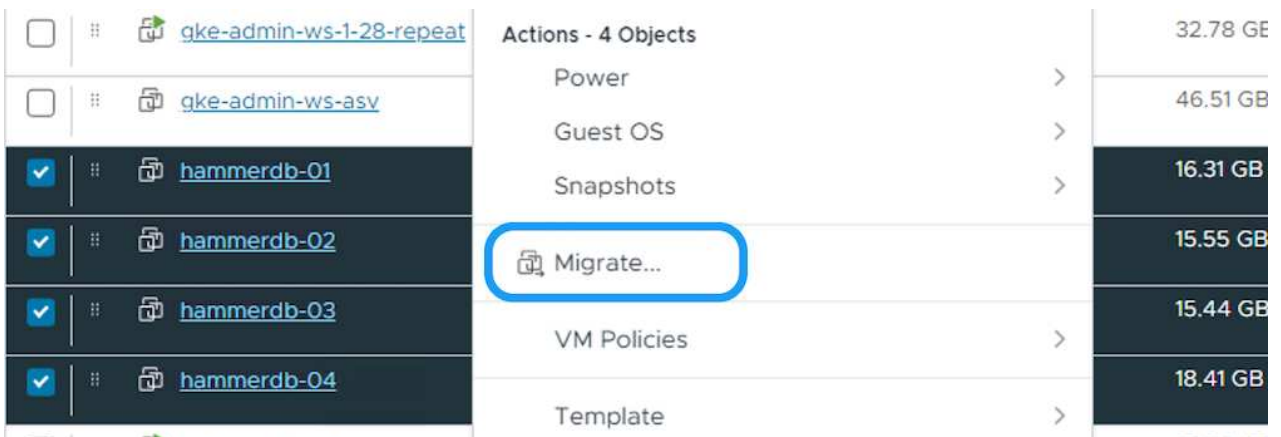 gke-admin-ws-1-28-repeat
Actions - 4 Objects
32.78 GB
Power
gke-admin-ws-asv
46.51 GB
Guest OS
hammerdb-01
16.31 GB
Snapshots
hammerdb-02
15.55 GB
Migrate...
hammerdb-03
15.44 GB
VM Policies
hammerdb-04
18.41 GB
Template